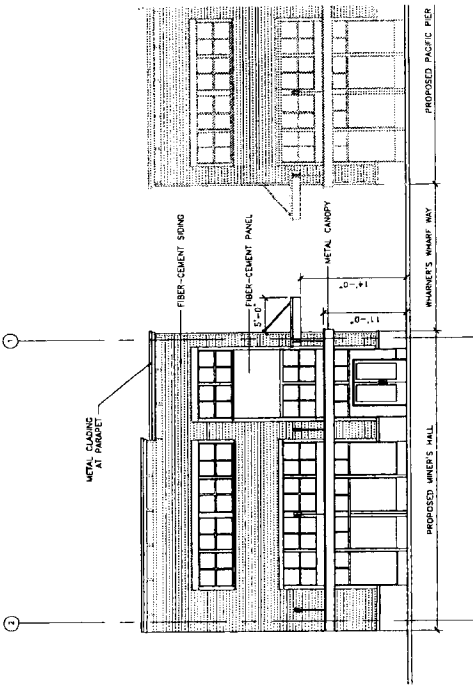 1
2
METAL CLADING
AT PARAPET
FIBER-CEMENT SIDING
FIBER-CEMENT PANEL
5'-0"
METAL CANOPY
14'-0"
11'-0"
PROPOSED MINER'S HALL
WHARNER'S WHARF WAY
PROPOSED PACIFIC PIER